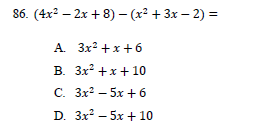 86. (4x² – 2x + 8) – (x² + 3x – 2) =
A. 3x² + x + 6
B. 3x² + x + 10
C. 3x² – 5x + 6
D. 3x² – 5x + 10